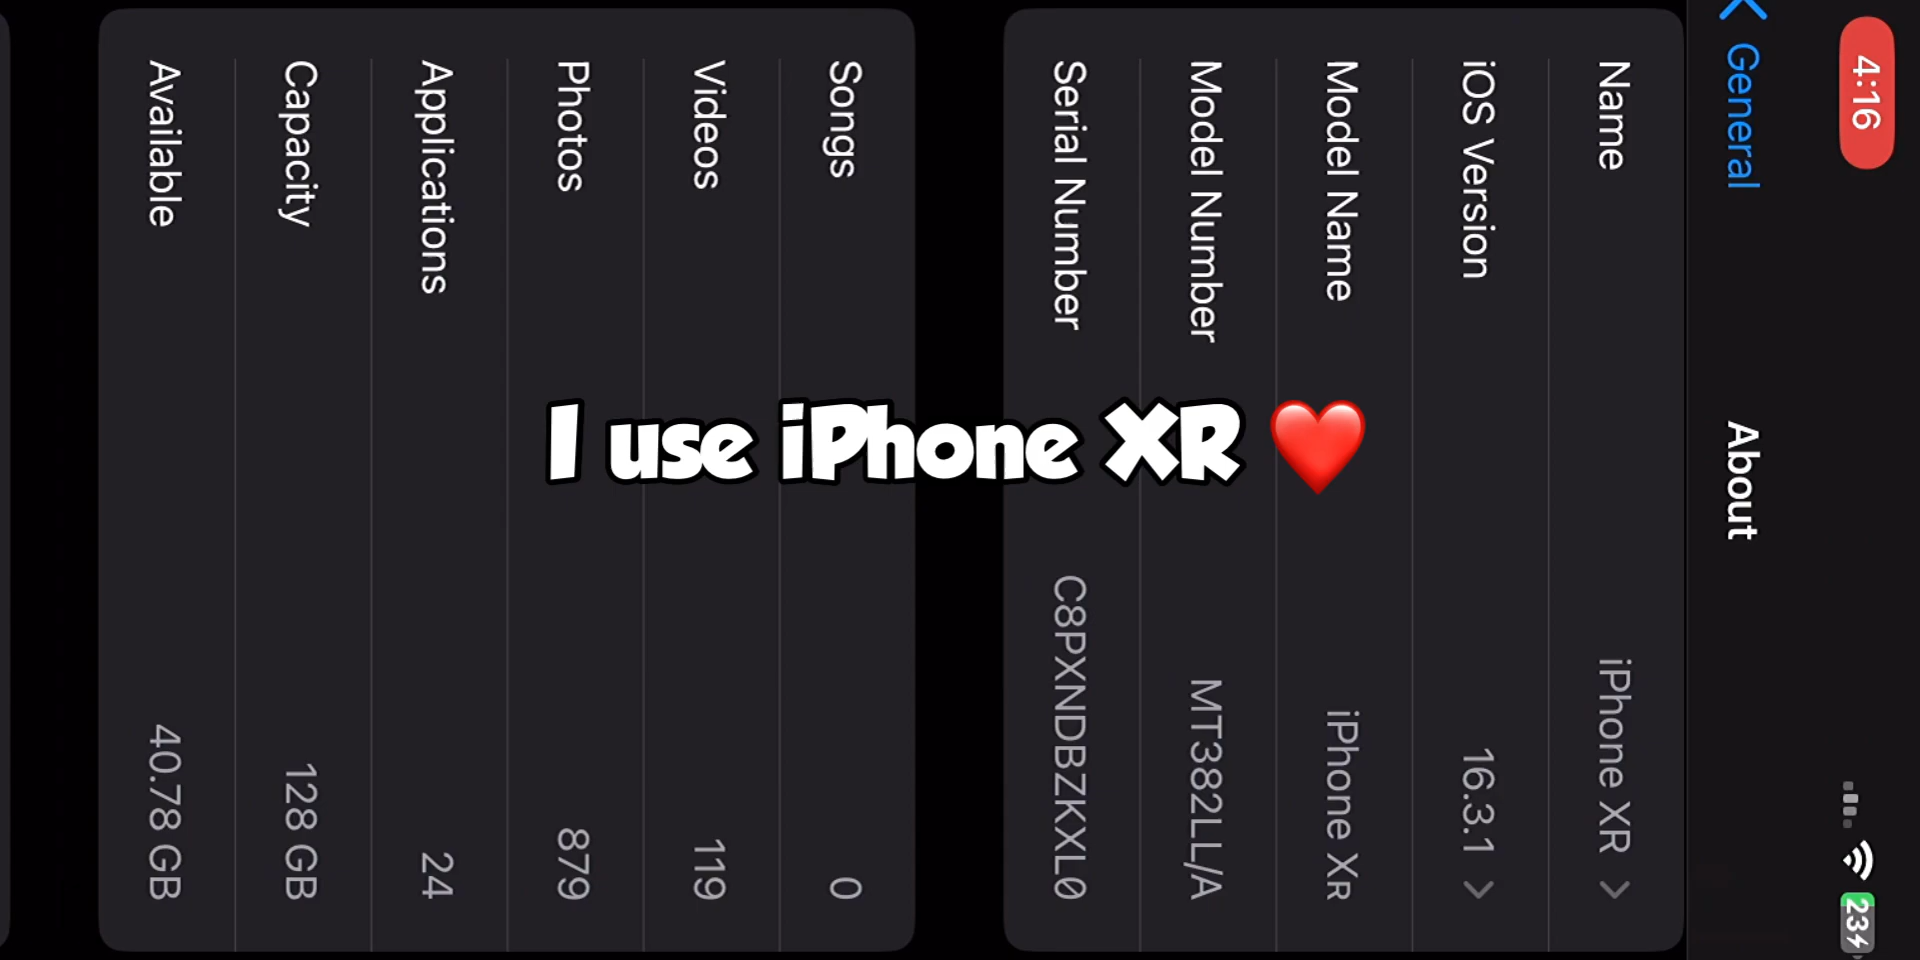 4:16
23
General
About
Name iPhone XR
iOS Version 16.3.1
Model Name iPhone XR
Model Number MT382LL/A
Serial Number C8PXNDBZKXL0
Songs 0
Videos 119
Photos 879
Applications 24
Capacity 128 GB
Available 40.78 GB
I use iPhone XR ❤️